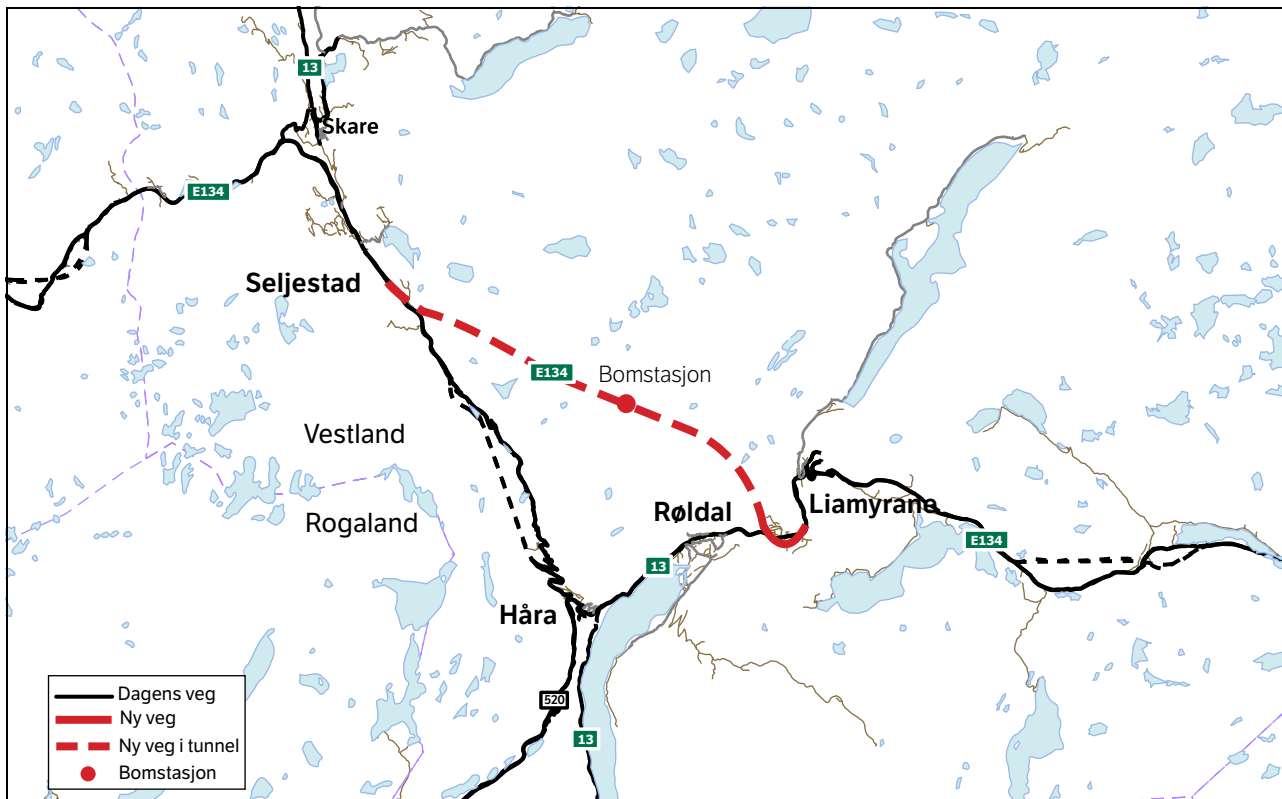 13
Skare
E134
Seljestad
E134
Bomstasjon
Vestland
Rogaland
Røldal
Liamyrane
E134
13
Håra
520
13
Dagens veg
Ny veg
Ny veg i tunnel
Bomstasjon